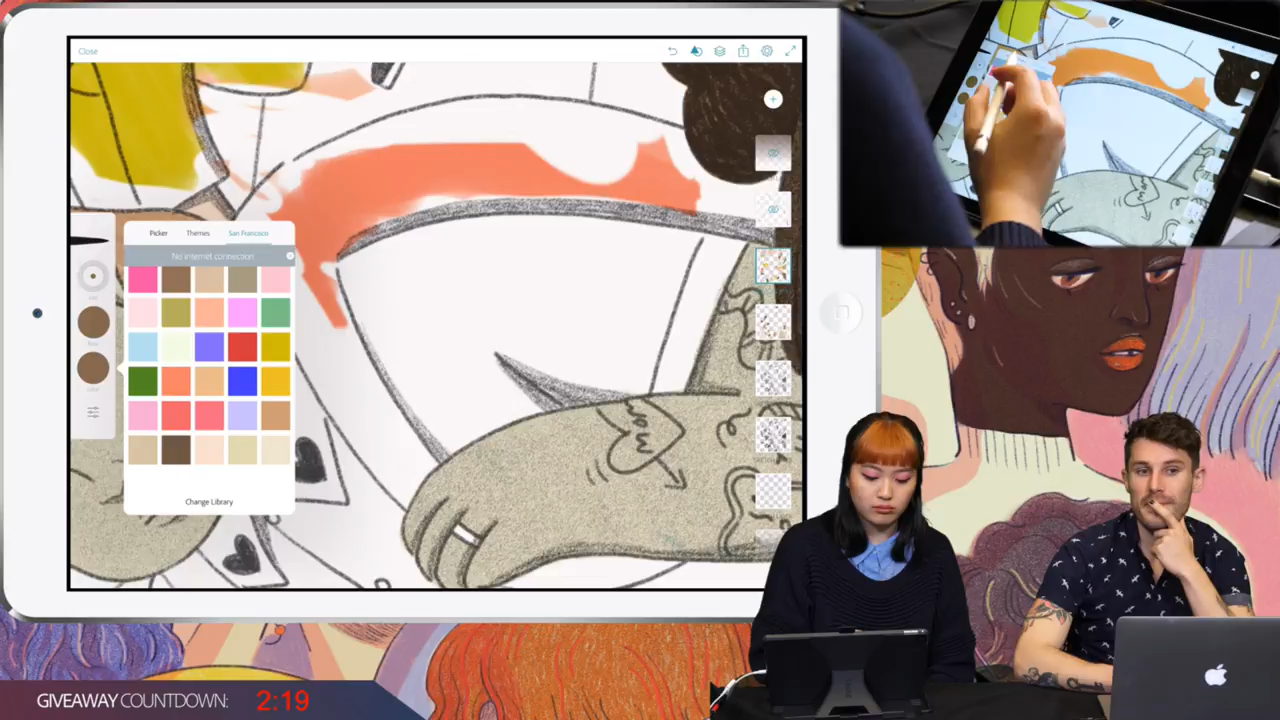 Close
Picker Themes San Francisco
No internet connection
MOM
Change Library
GIVEAWAY COUNTDOWN: 2:19